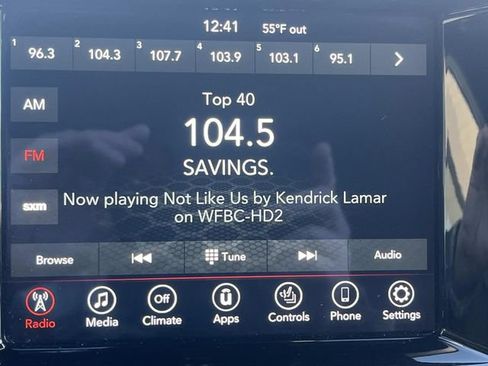 12:41 55°F out
1 96.3 2 104.3 3 107.7 4 103.9 5 103.1 6 95.1
AM
Top 40
104.5
FM
SAVINGS.
Now playing Not Like Us by Kendrick Lamar
sxm
on WFBC-HD2
Browse Tune Audio
Off
Radio Media Climate Apps Controls Phone Settings